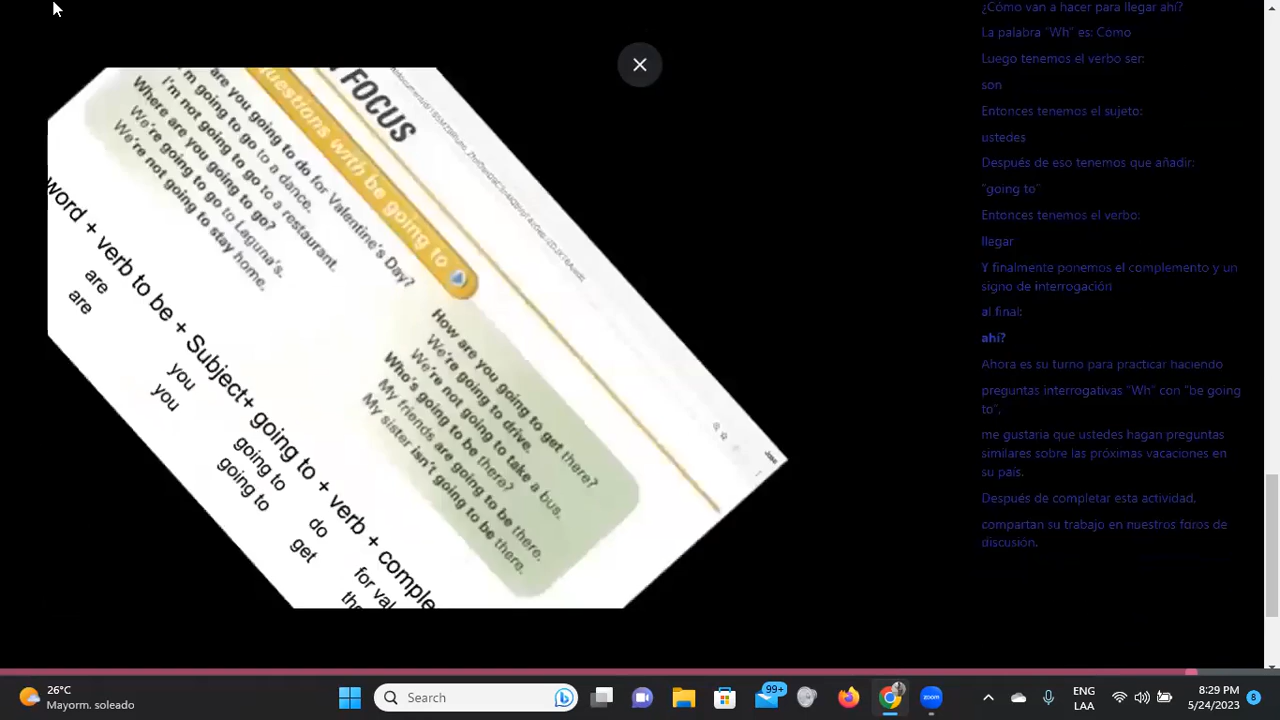 FOCUS
questions with be going to
are you going to do for Valentine's Day?
I'm going to go to a dance.
I'm not going to go to a restaurant.
Where are you going to go?
We're going to go to Laguna's.
We're not going to stay home.
How are you going to get there?
We're going to drive.
We're not going to take a bus.
Who's going to be there?
My friends are going to be there.
My sister isn't going to be there.
word + verb to be + Subject+ going to + verb + comple
are you going to do for val
are you going to get the
¿Cómo van a hacer para llegar ahí?
La palabra "Wh" es: Cómo
Luego tenemos el verbo ser:
son
Entonces tenemos el sujeto:
ustedes
Después de eso tenemos que añadir:
"going to"
Entonces tenemos el verbo:
llegar
Y finalmente ponemos el complemento y un
signo de interrogación
al final:
ahí?
Ahora es su turno para practicar haciendo
preguntas interrogativas "Wh" con "be going
to",
me gustaría que ustedes hagan preguntas
similares sobre las próximas vacaciones en
su país.
Después de completar esta actividad,
compartan su trabajo en nuestros foros de
discusión.
26°C
Mayorm. soleado
Search
99+
zoom
ENG
LAA
8:29 PM
5/24/2023
8